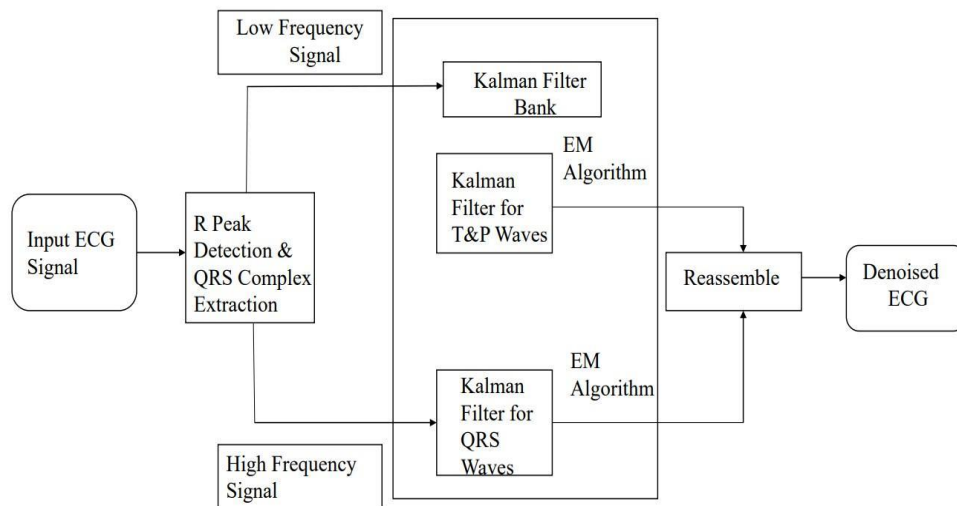 Low Frequency
Signal
Kalman Filter
Bank
EM
Algorithm
Kalman
Filter for
T&P Waves
Input ECG
Signal
R Peak
Detection &
QRS Complex
Extraction
Reassemble
Denoised
ECG
EM
Algorithm
Kalman
Filter for
QRS
Waves
High Frequency
Signal